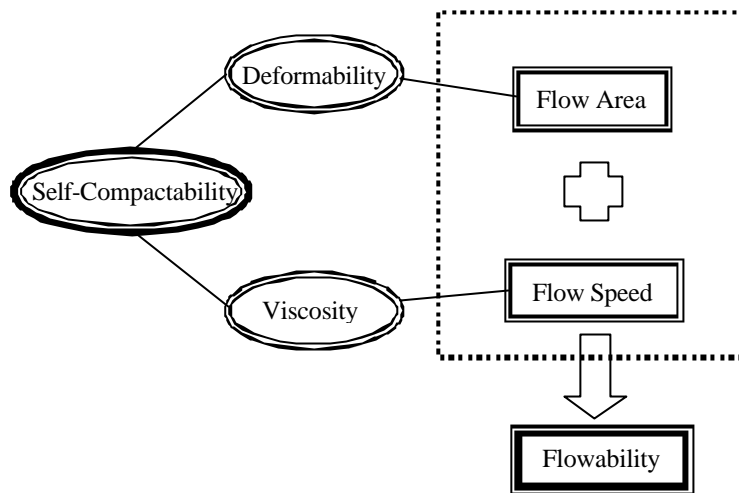 Deformability
Flow Area
Self-Compactability
Viscosity
Flow Speed
Flowability